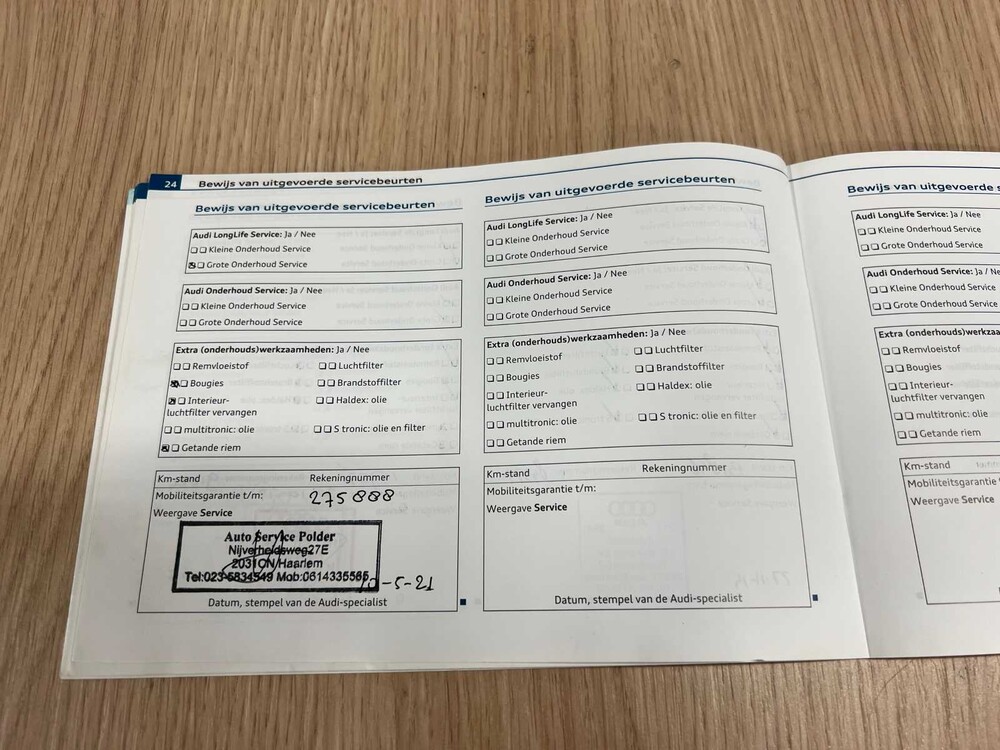 24
Bewijs van uitgevoerde servicebeurten
Bewijs van uitgevoerde servicebeurten
Audi LongLife Service: Ja / Nee
Kleine Onderhoud Service
Grote Onderhoud Service
Audi Onderhoud Service: Ja / Nee
Kleine Onderhoud Service
Grote Onderhoud Service
Extra (onderhouds)werkzaamheden: Ja / Nee
Remvloeistof Luchtfilter
Bougies Brandstoffilter
Interieur- Haldex: olie
luchtfilter vervangen
multitronic: olie S tronic: olie en filter
Getande riem
Km-stand Rekeningnummer
Mobiliteitsgarantie t/m: 275888
Weergave Service
Auto Service Polder
Nijverheidsweg27E
2031CN Haarlem
Tel:023-5834549 Mob:0614335565
-5-21
Datum, stempel van de Audi-specialist
Bewijs van uitgevoerde servicebeurten
Audi LongLife Service: Ja / Nee
Kleine Onderhoud Service
Grote Onderhoud Service
Audi Onderhoud Service: Ja / Nee
Kleine Onderhoud Service
Grote Onderhoud Service
Extra (onderhouds)werkzaamheden: Ja / Nee
Remvloeistof Luchtfilter
Bougies Brandstoffilter
Interieur- Haldex: olie
luchtfilter vervangen
multitronic: olie S tronic: olie en filter
Getande riem
Km-stand Rekeningnummer
Mobiliteitsgarantie t/m:
Weergave Service
Datum, stempel van de Audi-specialist
Bewijs van uitgevoerde s
Audi LongLife Service: Ja / Nee
Kleine Onderhoud Service
Grote Onderhoud Service
Audi Onderhoud Service: Ja / N
Kleine Onderhoud Service
Grote Onderhoud Service
Extra (onderhouds)werkzaa
Remvloeistof
Bougies
Interieur-
luchtfilter vervangen
multitronic: olie
Getande riem
Km-stand
Mobiliteitsgarantie
Weergave Service